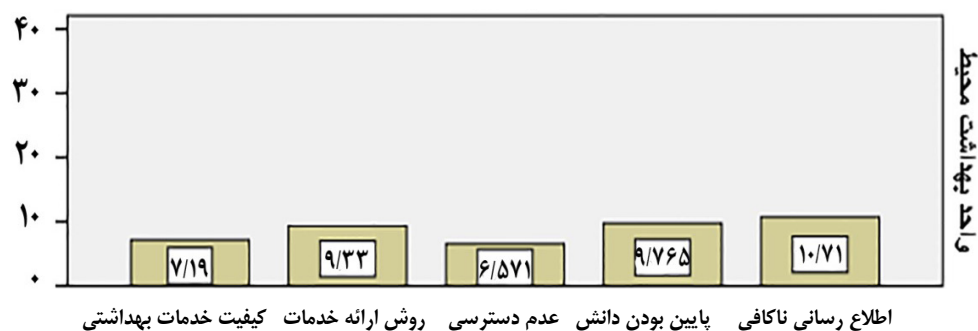 ۴۰
۳۰
۲۰
۱۰
۰
۷/۱۹
۹/۳۳
۶/۵۷۱
۹/۷۶۵
۱۰/۷۱
کیفیت خدمات بهداشتی
روش ارائه خدمات
عدم دسترسی
پایین بودن دانش
اطلاع رسانی ناکافی
واحد بهداشت محیط